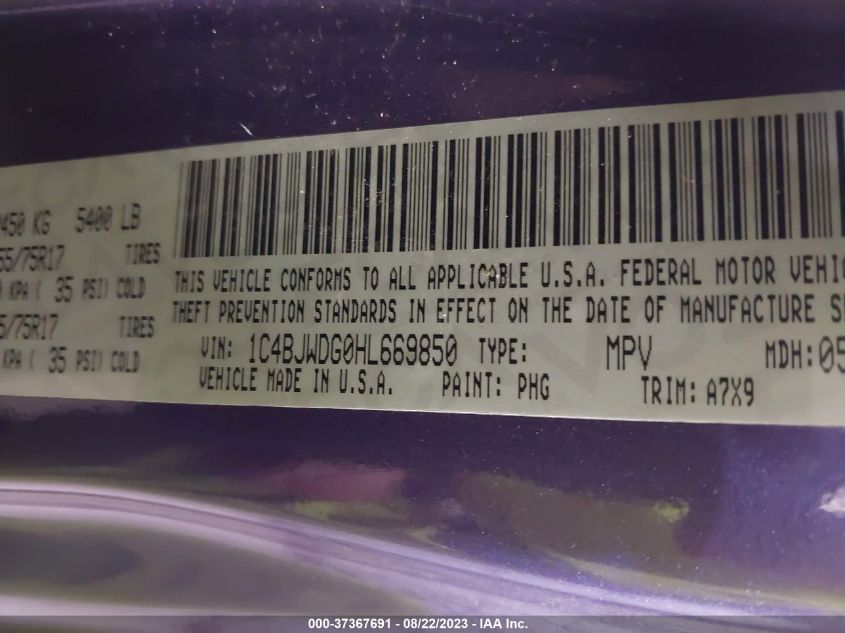 450 KG 5400 LB
55/75R17 TIRES
KPA ( 35 PSI) COLD
5/75R17 TIRES
KPA ( 35 PSI) COLD
THIS VEHICLE CONFORMS TO ALL APPLICABLE U.S.A. FEDERAL MOTOR VEHIC
THEFT PREVENTION STANDARDS IN EFFECT ON THE DATE OF MANUFACTURE S
VIN: 1C4BJWDG0HL669850 TYPE: MPV MDH: 05
VEHICLE MADE IN U.S.A. PAINT: PHG TRIM: A7X9
000-37367691 - 08/22/2023 - IAA Inc.